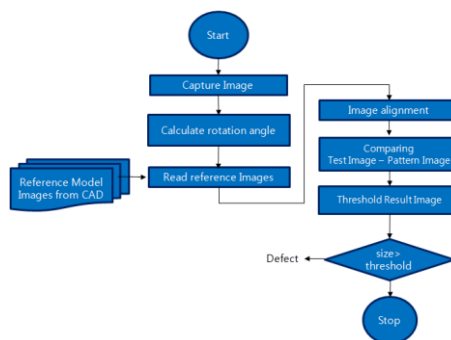 Start
Capture Image
Calculate rotation angle
Read reference Images
Reference Model
Images from CAD
Image alignment
Comparing
Test Image – Pattern Image
Threshold Result Image
size>
threshold
Defect
Stop